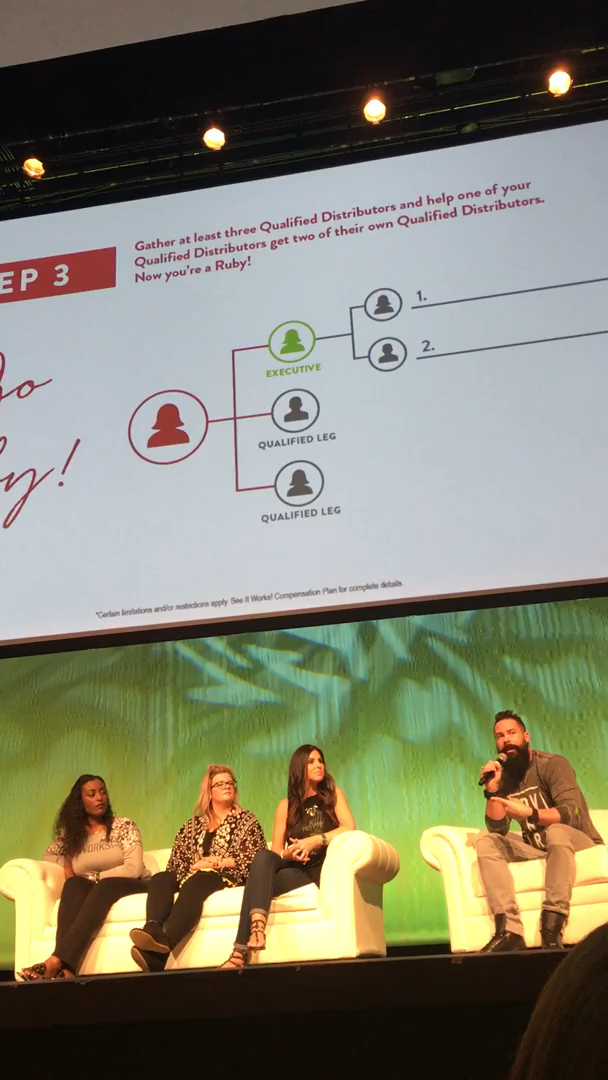 EP 3
Gather at least three Qualified Distributors and help one of your
Qualified Distributors get two of their own Qualified Distributors.
Now you're a Ruby!
1.
2.
EXECUTIVE
QUALIFIED LEG
QUALIFIED LEG
*Certain limitations and/or restrictions apply. See It Works! Compensation Plan for complete details.